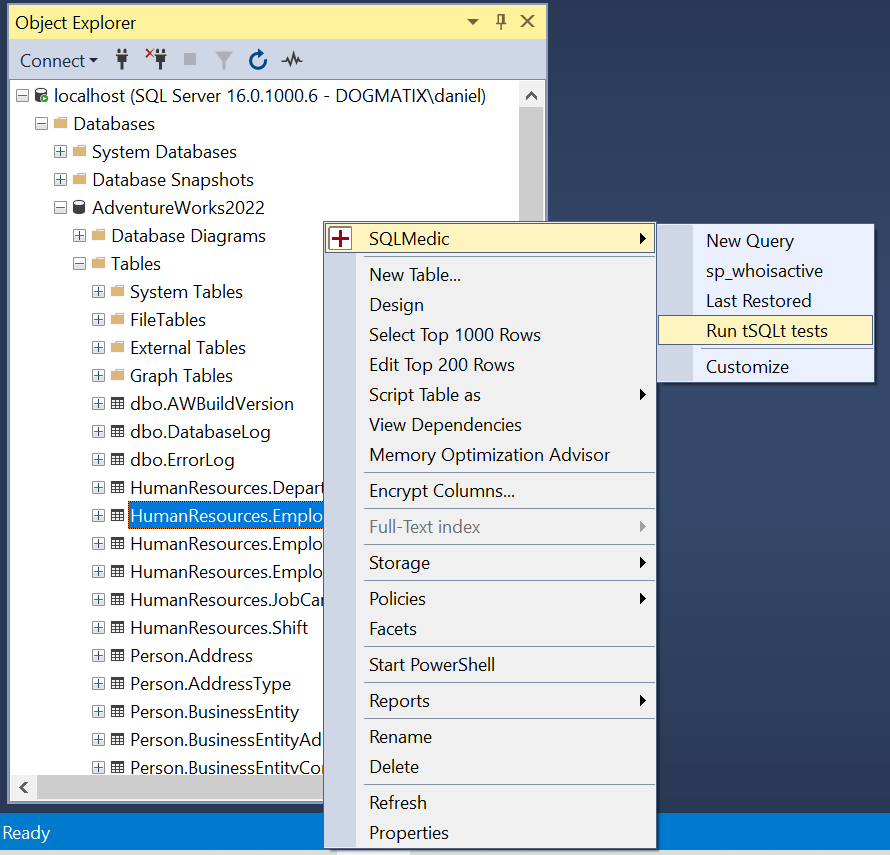 Object Explorer
Connect
localhost (SQL Server 16.0.1000.6 - DOGMATIX\daniel)
Databases
System Databases
Database Snapshots
AdventureWorks2022
Database Diagrams
Tables
System Tables
FileTables
External Tables
Graph Tables
dbo.AWBuildVersion
dbo.DatabaseLog
dbo.ErrorLog
HumanResources.Depart
HumanResources.Emplo
HumanResources.Emplo
HumanResources.Emplo
HumanResources.JobCan
HumanResources.Shift
Person.Address
Person.AddressType
Person.BusinessEntity
Person.BusinessEntityAd
Person.BusinessEntityCon
SQLMedic
New Table...
Design
Select Top 1000 Rows
Edit Top 200 Rows
Script Table as
View Dependencies
Memory Optimization Advisor
Encrypt Columns...
Full-Text index
Storage
Policies
Facets
Start PowerShell
Reports
Rename
Delete
Refresh
Properties
New Query
sp_whoisactive
Last Restored
Run tSQLt tests
Customize
Ready